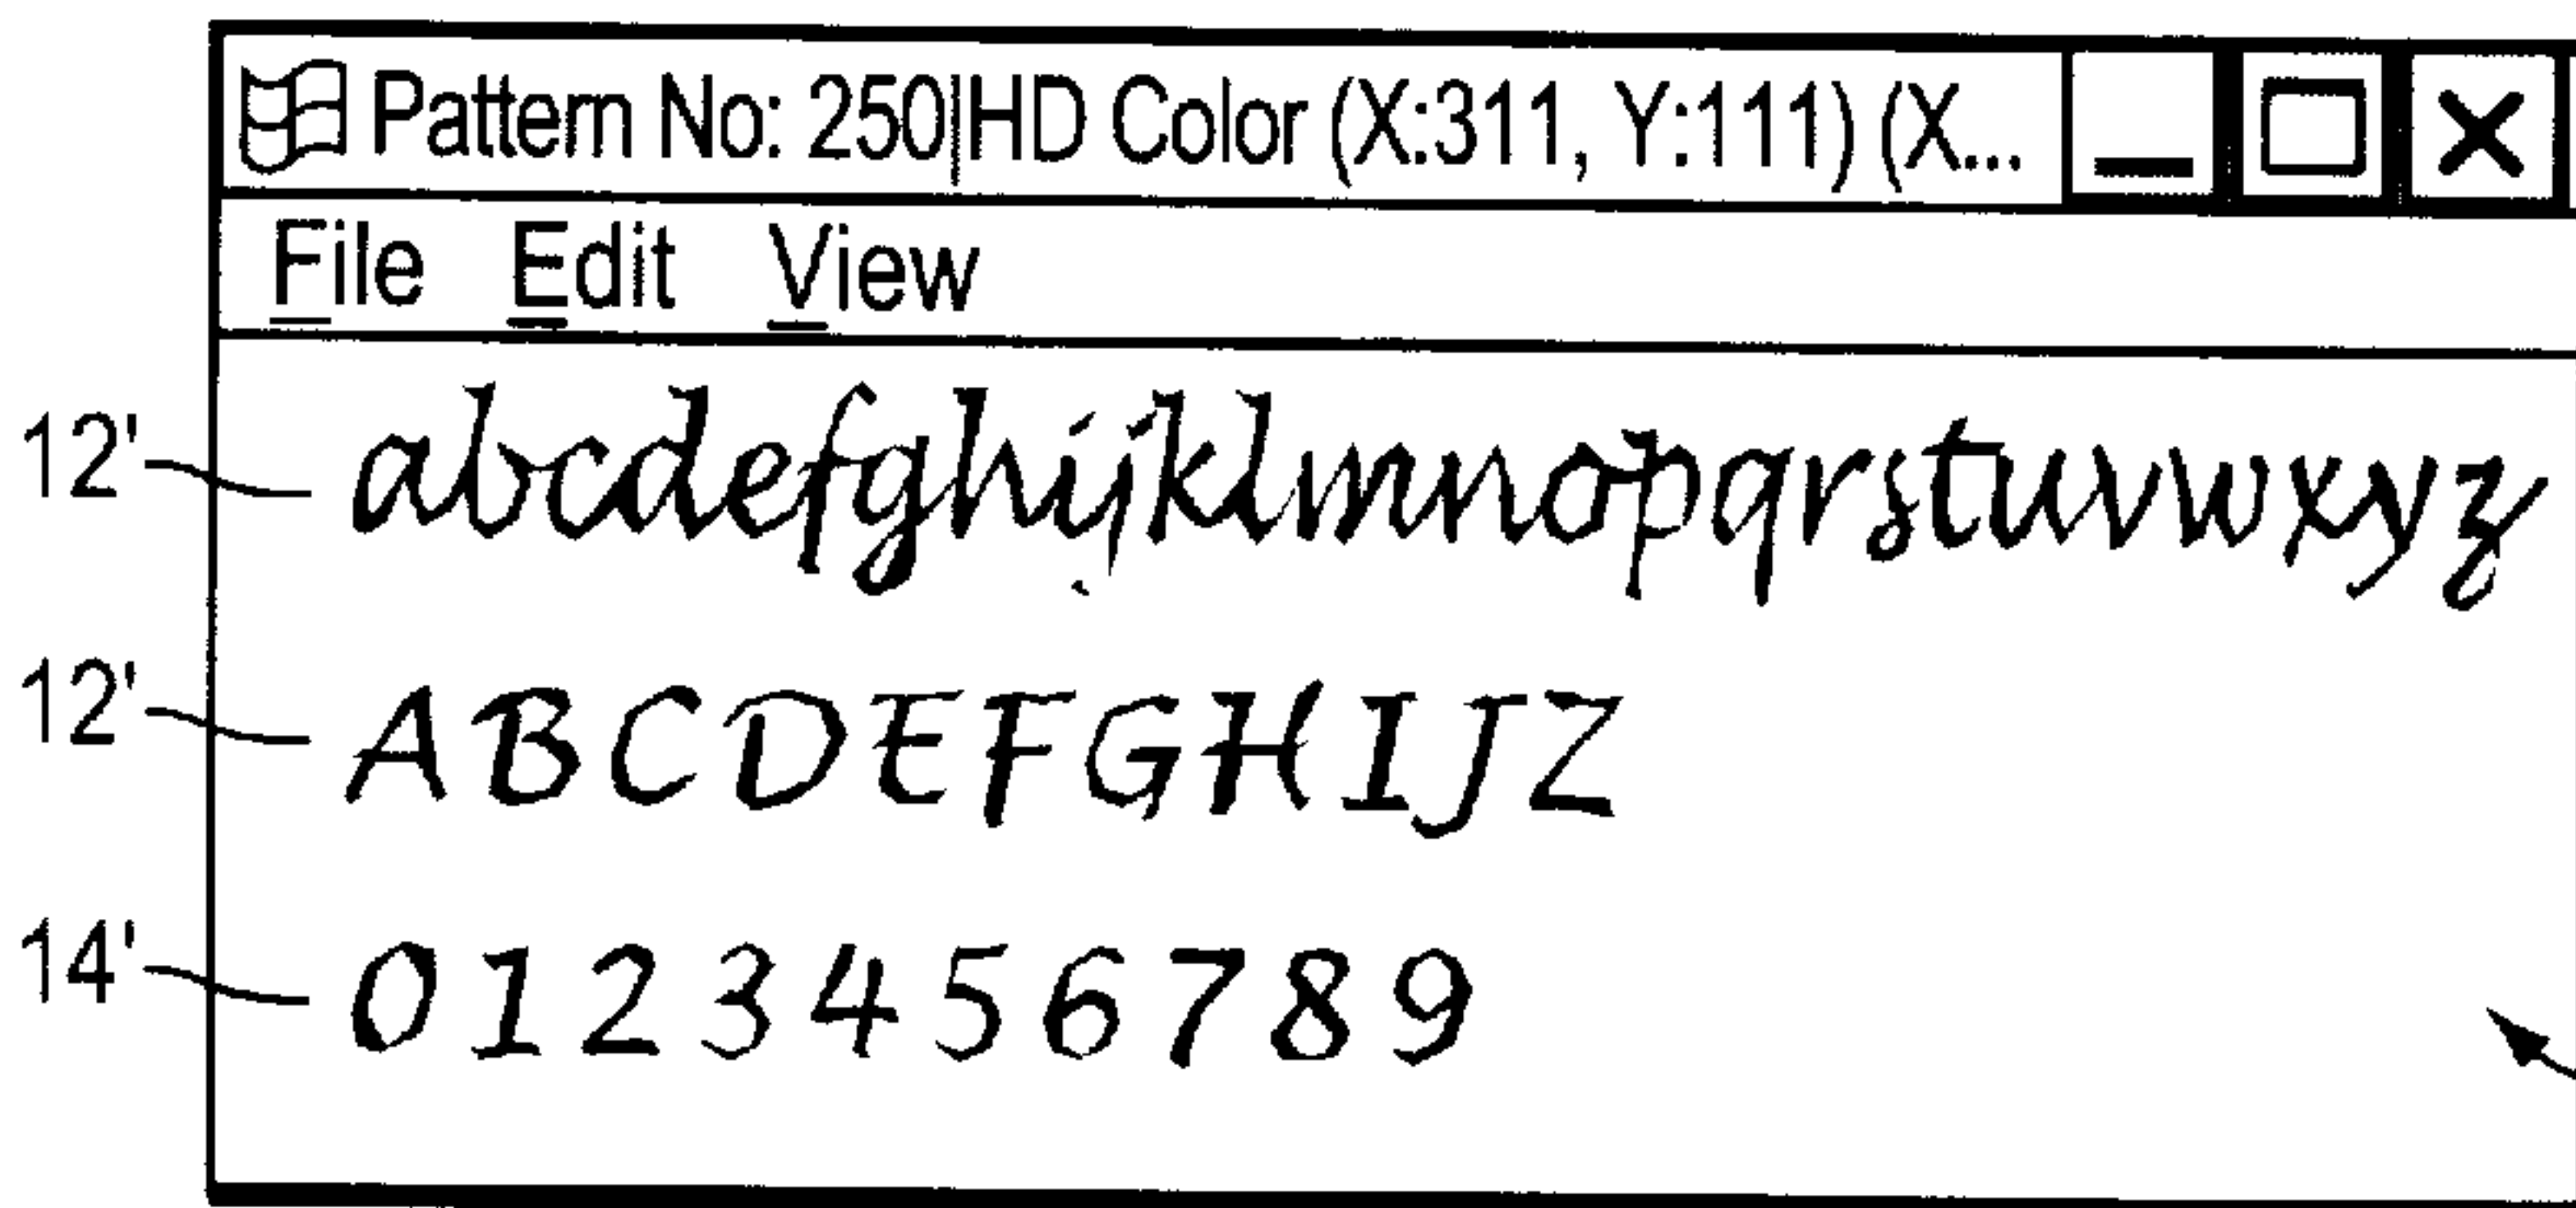 Pattern No: 250|HD Color (X:311, Y:111) (X...
File Edit View
12' abcdefghijklmnopqrstuvwxyz
12' ABCDEFGHIJZ
14' 0123456789